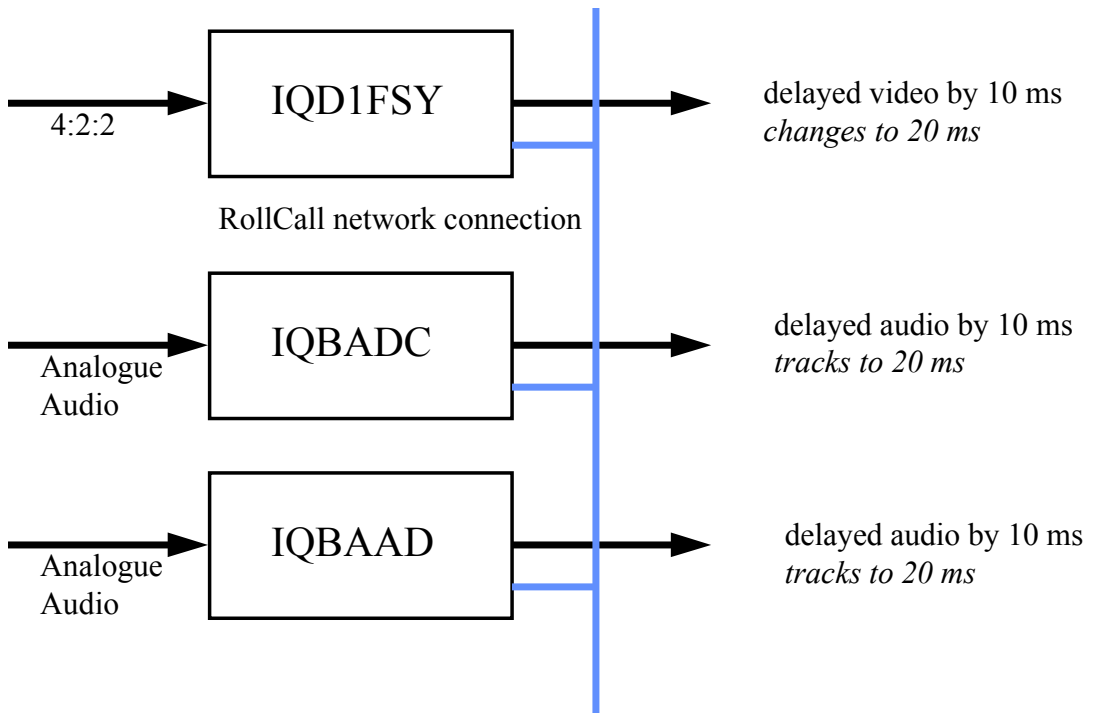 IQD1FSY
4:2:2
delayed video by 10 ms
changes to 20 ms
RollCall network connection
IQBADC
Analogue
Audio
delayed audio by 10 ms
tracks to 20 ms
IQBAAD
Analogue
Audio
delayed audio by 10 ms
tracks to 20 ms